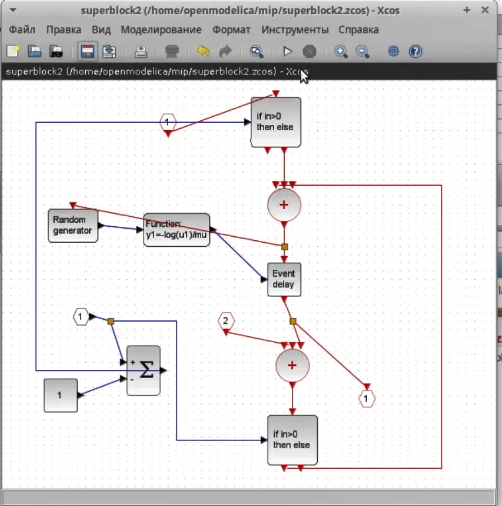 superblock2 (/home/openmodelica/mip/superblock2.zcos) - Xcos
Файл Правка Вид Моделирование Формат Инструменты Справка
superblock2 (/home/openmodelica/mip/superblock2.zcos) - Xcos
1
if in>0
then else
+
Random
generator
Function:
y1=-log(u1)/mu
Event
delay
1
2
+
-
Σ
+
1
1
if in>0
then else